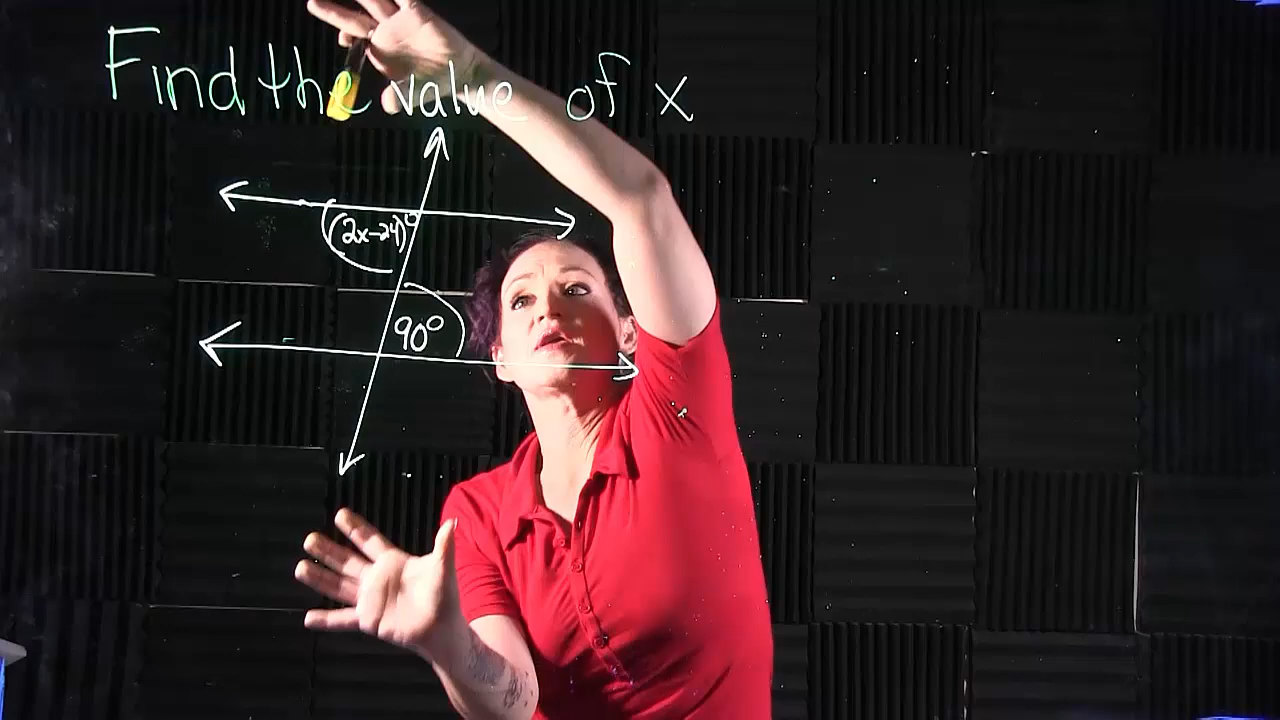 Find the value of x
(2x-24)°
90°